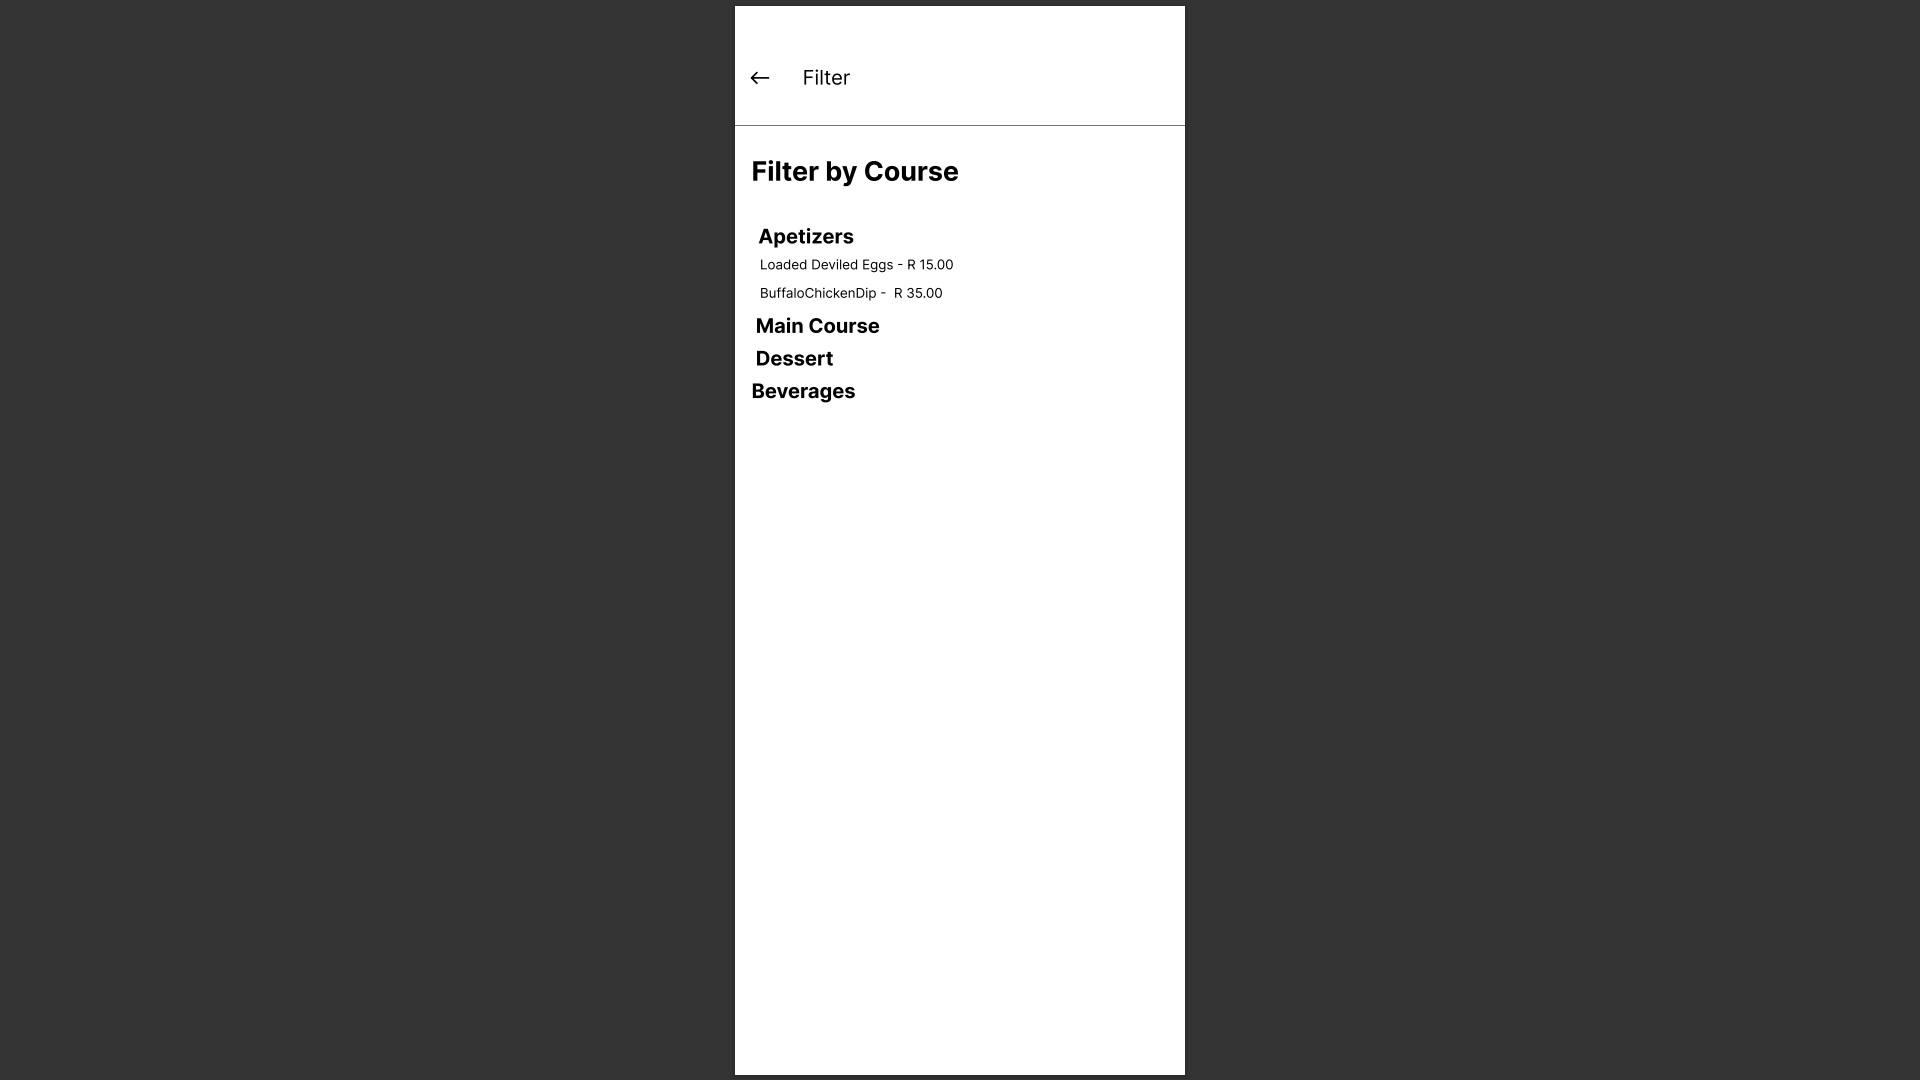 Filter
Filter by Course
Apetizers
Loaded Deviled Eggs - R 15.00
BuffaloChickenDip -  R 35.00
Main Course
Dessert
Beverages